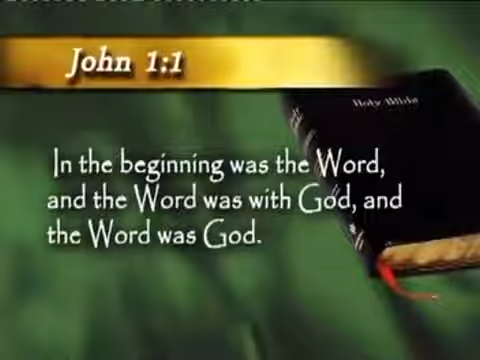 John 1:1
Holy Bible
In the beginning was the Word,
and the Word was with God, and
the Word was God.